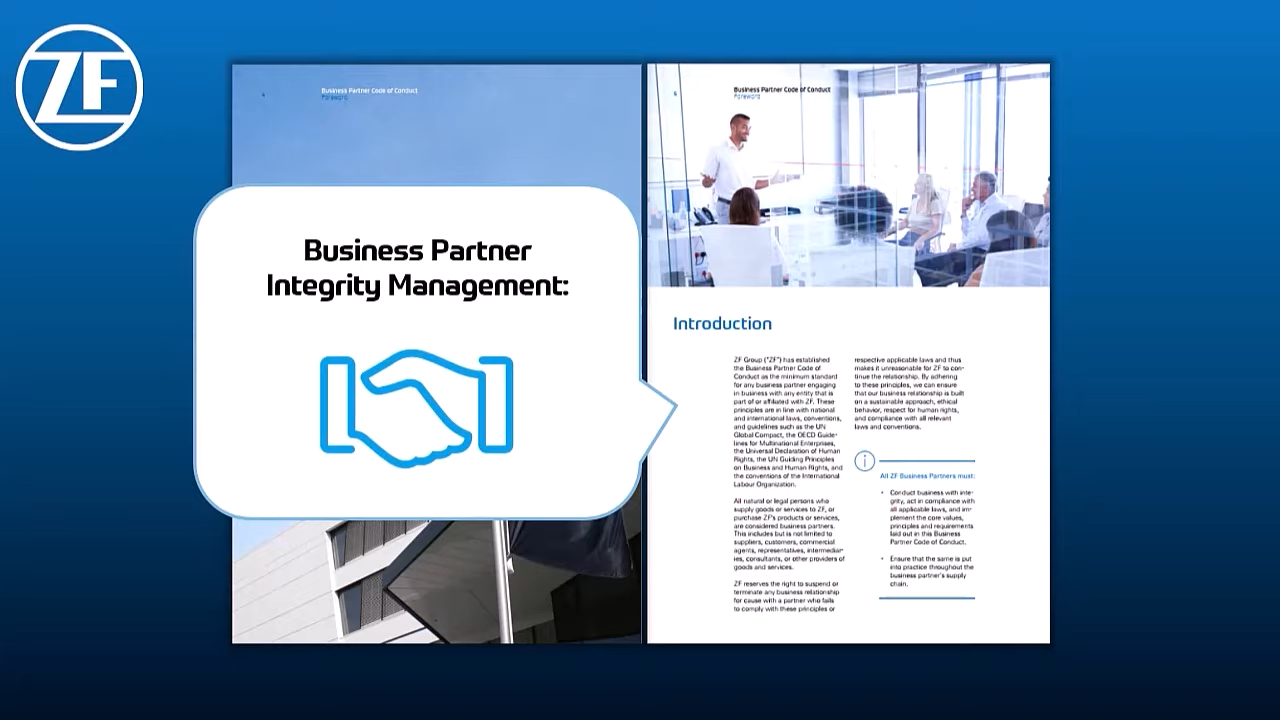 ZF
4
Business Partner Code of Conduct
Foreword
Business Partner
Integrity Management:
5
Business Partner Code of Conduct
Foreword
Introduction
ZF Group ("ZF") has established
the Business Partner Code of
Conduct as the minimum standard
for any business partner engaging
in business with any entity that is
part of or affiliated with ZF. These
principles are in line with national
and international laws, conventions,
and guidelines such as the UN
Global Compact, the OECD Guide-
lines for Multinational Enterprises,
the Universal Declaration of Human
Rights, the UN Guiding Principles
on Business and Human Rights, and
the conventions of the International
Labour Organization.
All natural or legal persons who
supply goods or services to ZF, or
purchase ZF's products or services,
are considered business partners.
This includes but is not limited to
suppliers, customers, commercial
agents, representatives, intermediar-
ies, consultants, or other providers of
goods and services.
ZF reserves the right to suspend or
terminate any business relationship
for cause with a partner who fails
to comply with these principles or
respective applicable laws and thus
makes it unreasonable for ZF to con-
tinue the relationship. By adhering
to these principles, we can ensure
that our business relationship is built
on a sustainable approach, ethical
behavior, respect for human rights,
and compliance with all relevant
laws and conventions.
i
All ZF Business Partners must:
• Conduct business with inte-
grity, act in compliance with
all applicable laws, and im-
plement the core values,
principles and requirements
laid out in this Business
Partner Code of Conduct.
• Ensure that the same is put
into practice throughout the
business partner's supply
chain.